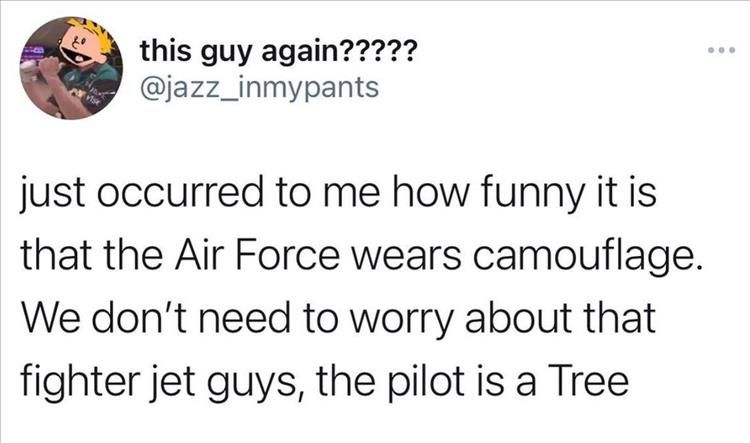 this guy again?????
@jazz_inmypants
just occurred to me how funny it is
that the Air Force wears camouflage.
We don’t need to worry about that
fighter jet guys, the pilot is a Tree